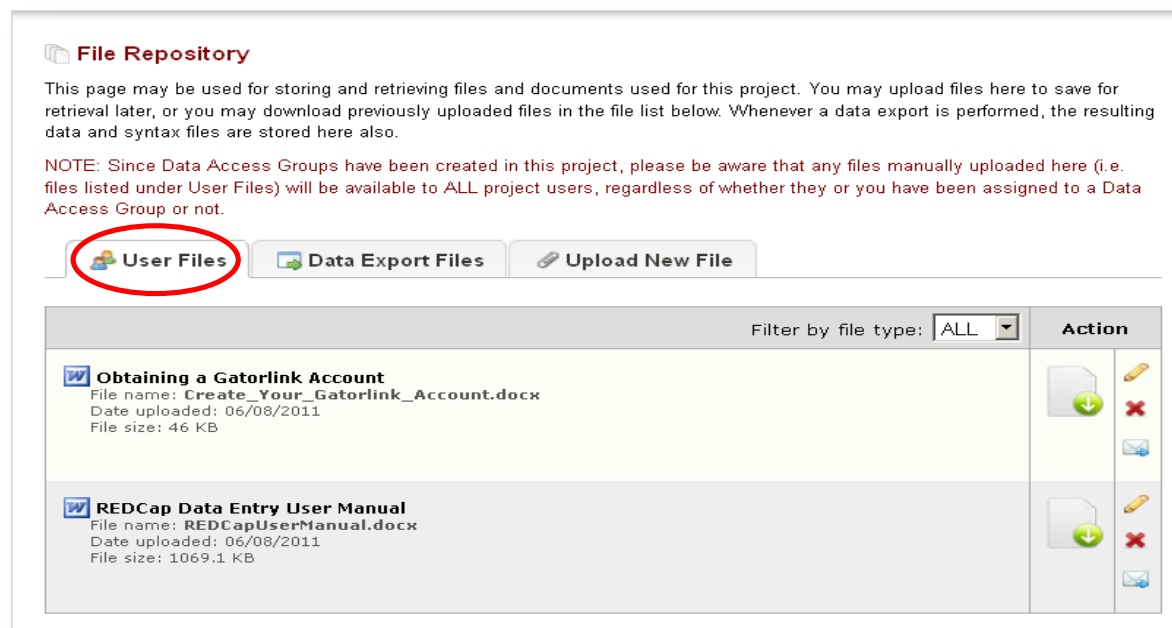 File Repository
This page may be used for storing and retrieving files and documents used for this project. You may upload files here to save for
retrieval later, or you may download previously uploaded files in the file list below. Whenever a data export is performed, the resulting
data and syntax files are stored here also.
NOTE: Since Data Access Groups have been created in this project, please be aware that any files manually uploaded here (i.e.
files listed under User Files) will be available to ALL project users, regardless of whether they or you have been assigned to a Data
Access Group or not.
User Files Data Export Files Upload New File
Filter by file type: ALL Action
Obtaining a Gatorlink Account
File name: Create_Your_Gatorlink_Account.docx
Date uploaded: 06/08/2011
File size: 46 KB
REDCap Data Entry User Manual
File name: REDCapUserManual.docx
Date uploaded: 06/08/2011
File size: 1069.1 KB